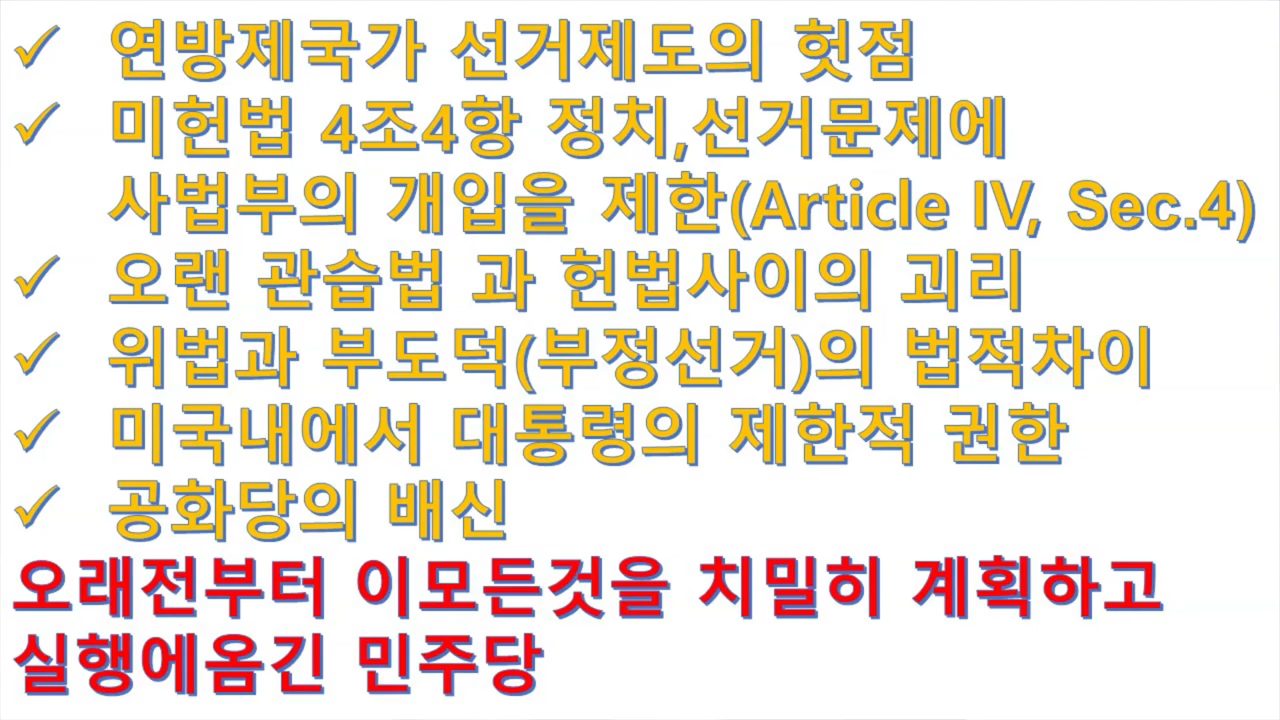 ✓ 연방제국가 선거제도의 헛점
✓ 미헌법 4조4항 정치,선거문제에
사법부의 개입을 제한(Article IV, Sec.4)
✓ 오랜 관습법 과 헌법사이의 괴리
✓ 위법과 부도덕(부정선거)의 법적차이
✓ 미국내에서 대통령의 제한적 권한
✓ 공화당의 배신
오래전부터 이모든것을 치밀히 계획하고
실행에옴긴 민주당